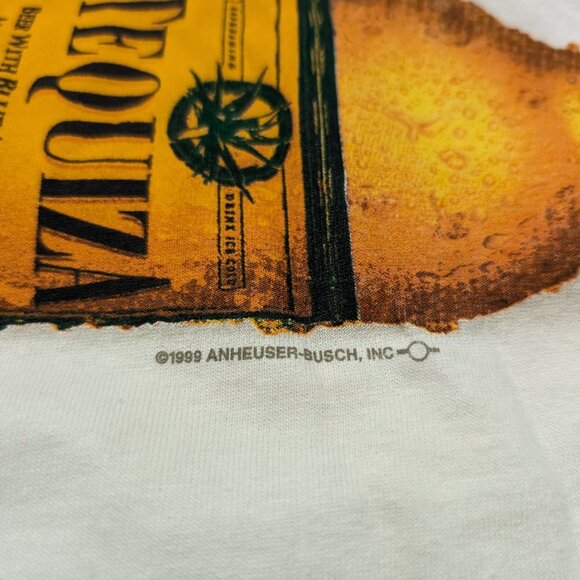 BEER WITH BLUE
TEQUIZA
DRINK ICE COLD
©1999 ANHEUSER-BUSCH, INC